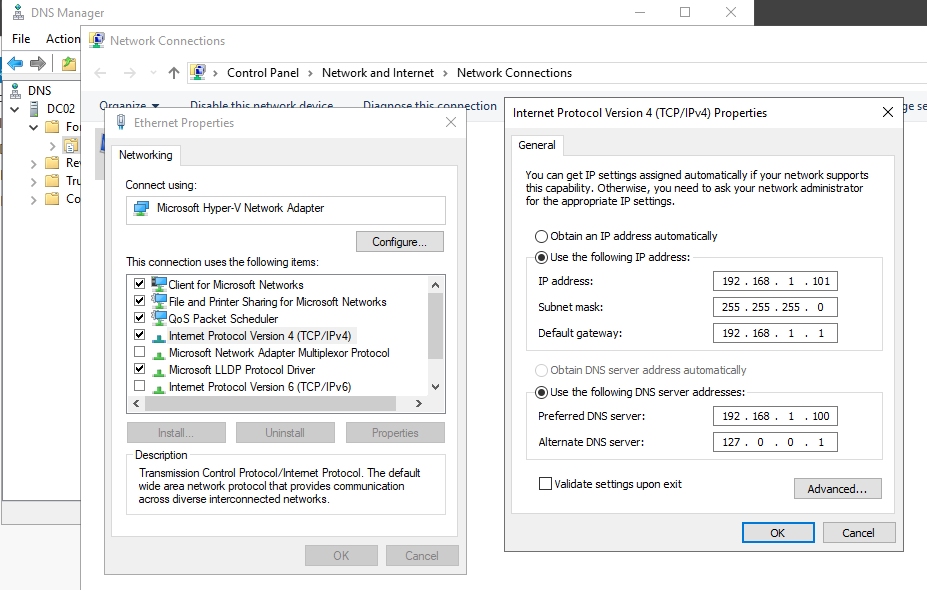 DNS Manager
File Action
DNS
DC02
Network Connections
Control Panel > Network and Internet > Network Connections
Organize Disable this network device Diagnose this connection
Ethernet Properties
Networking
Connect using:
Microsoft Hyper-V Network Adapter
Configure...
This connection uses the following items:
Client for Microsoft Networks
File and Printer Sharing for Microsoft Networks
QoS Packet Scheduler
Internet Protocol Version 4 (TCP/IPv4)
Microsoft Network Adapter Multiplexor Protocol
Microsoft LLDP Protocol Driver
Internet Protocol Version 6 (TCP/IPv6)
Install... Uninstall Properties
Description
Transmission Control Protocol/Internet Protocol. The default
wide area network protocol that provides communication
across diverse interconnected networks.
OK Cancel
Internet Protocol Version 4 (TCP/IPv4) Properties
General
You can get IP settings assigned automatically if your network supports
this capability. Otherwise, you need to ask your network administrator
for the appropriate IP settings.
Obtain an IP address automatically
Use the following IP address:
IP address: 192 . 168 . 1 . 101
Subnet mask: 255 . 255 . 255 . 0
Default gateway: 192 . 168 . 1 . 1
Obtain DNS server address automatically
Use the following DNS server addresses:
Preferred DNS server: 192 . 168 . 1 . 100
Alternate DNS server: 127 . 0 . 0 . 1
Validate settings upon exit
Advanced...
OK Cancel